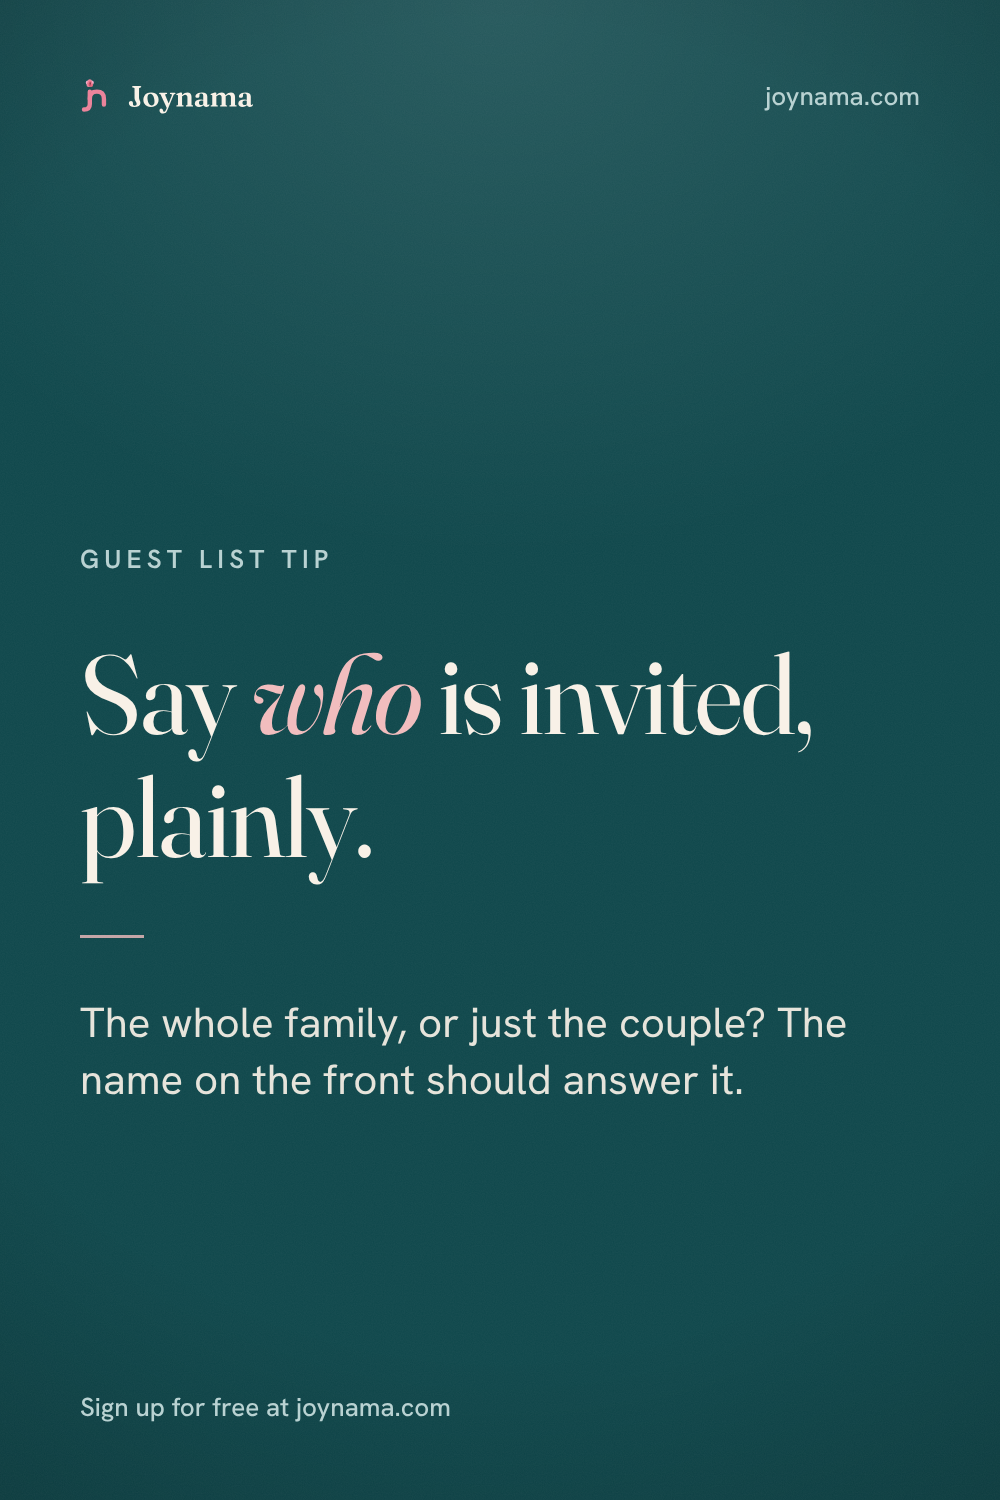 Joynama
joynama.com
GUEST LIST TIP
Say who is invited,
plainly.
The whole family, or just the couple? The
name on the front should answer it.
Sign up for free at joynama.com